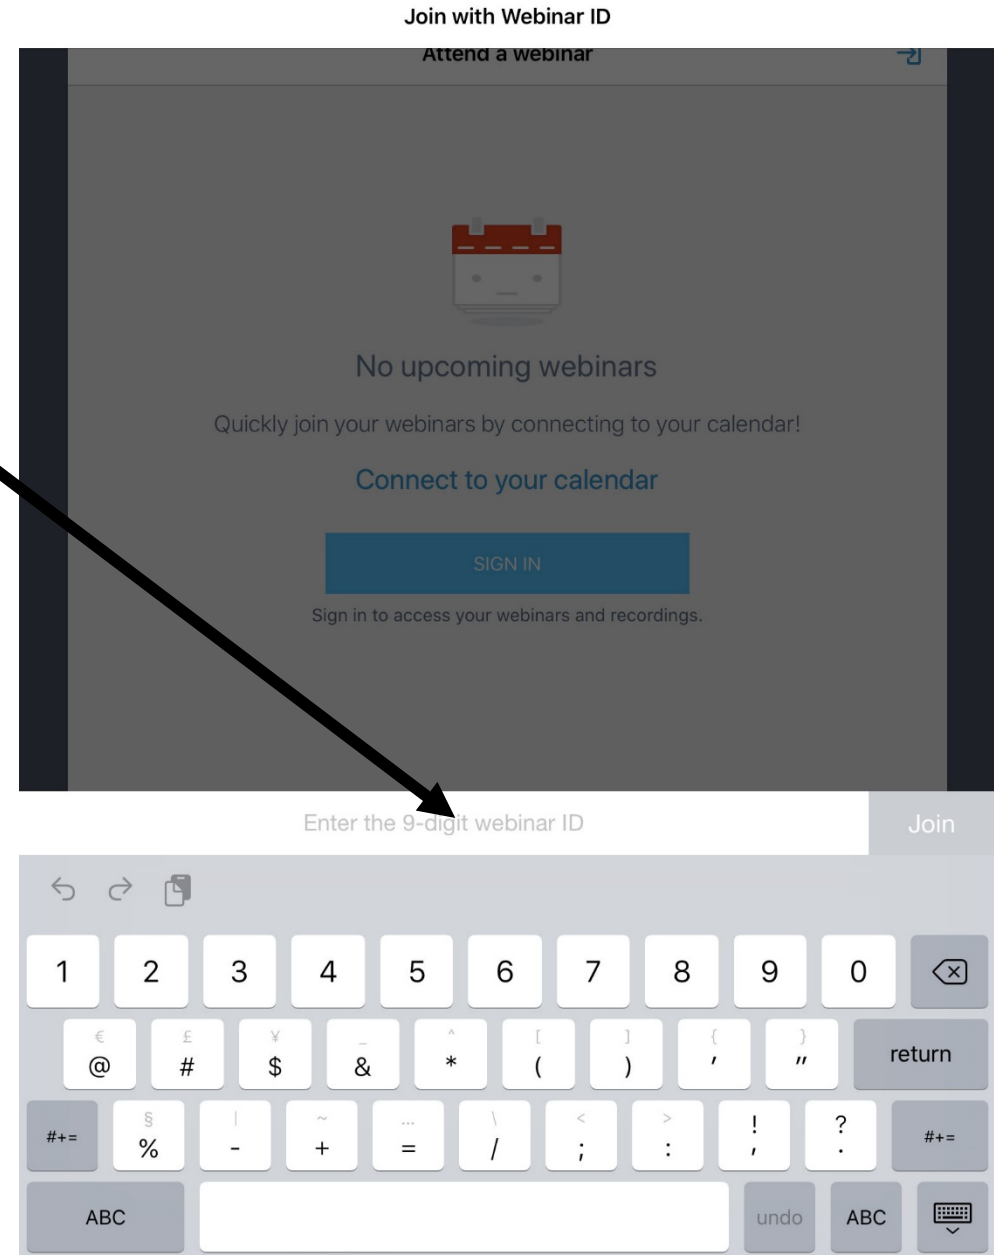 Join with Webinar ID
Attend a webinar
No upcoming webinars
Quickly join your webinars by connecting to your calendar!
Connect to your calendar
SIGN IN
Sign in to access your webinars and recordings.
Enter the 9-digit webinar ID
Join
1 2 3 4 5 6 7 8 9 0
€ £ ¥ _ ^ [ ] { }
@ # $ & * ( ) ' " return
§ | ~ … \ < > ! ?
#+= % - + = / ; : , . #+=
ABC undo ABC